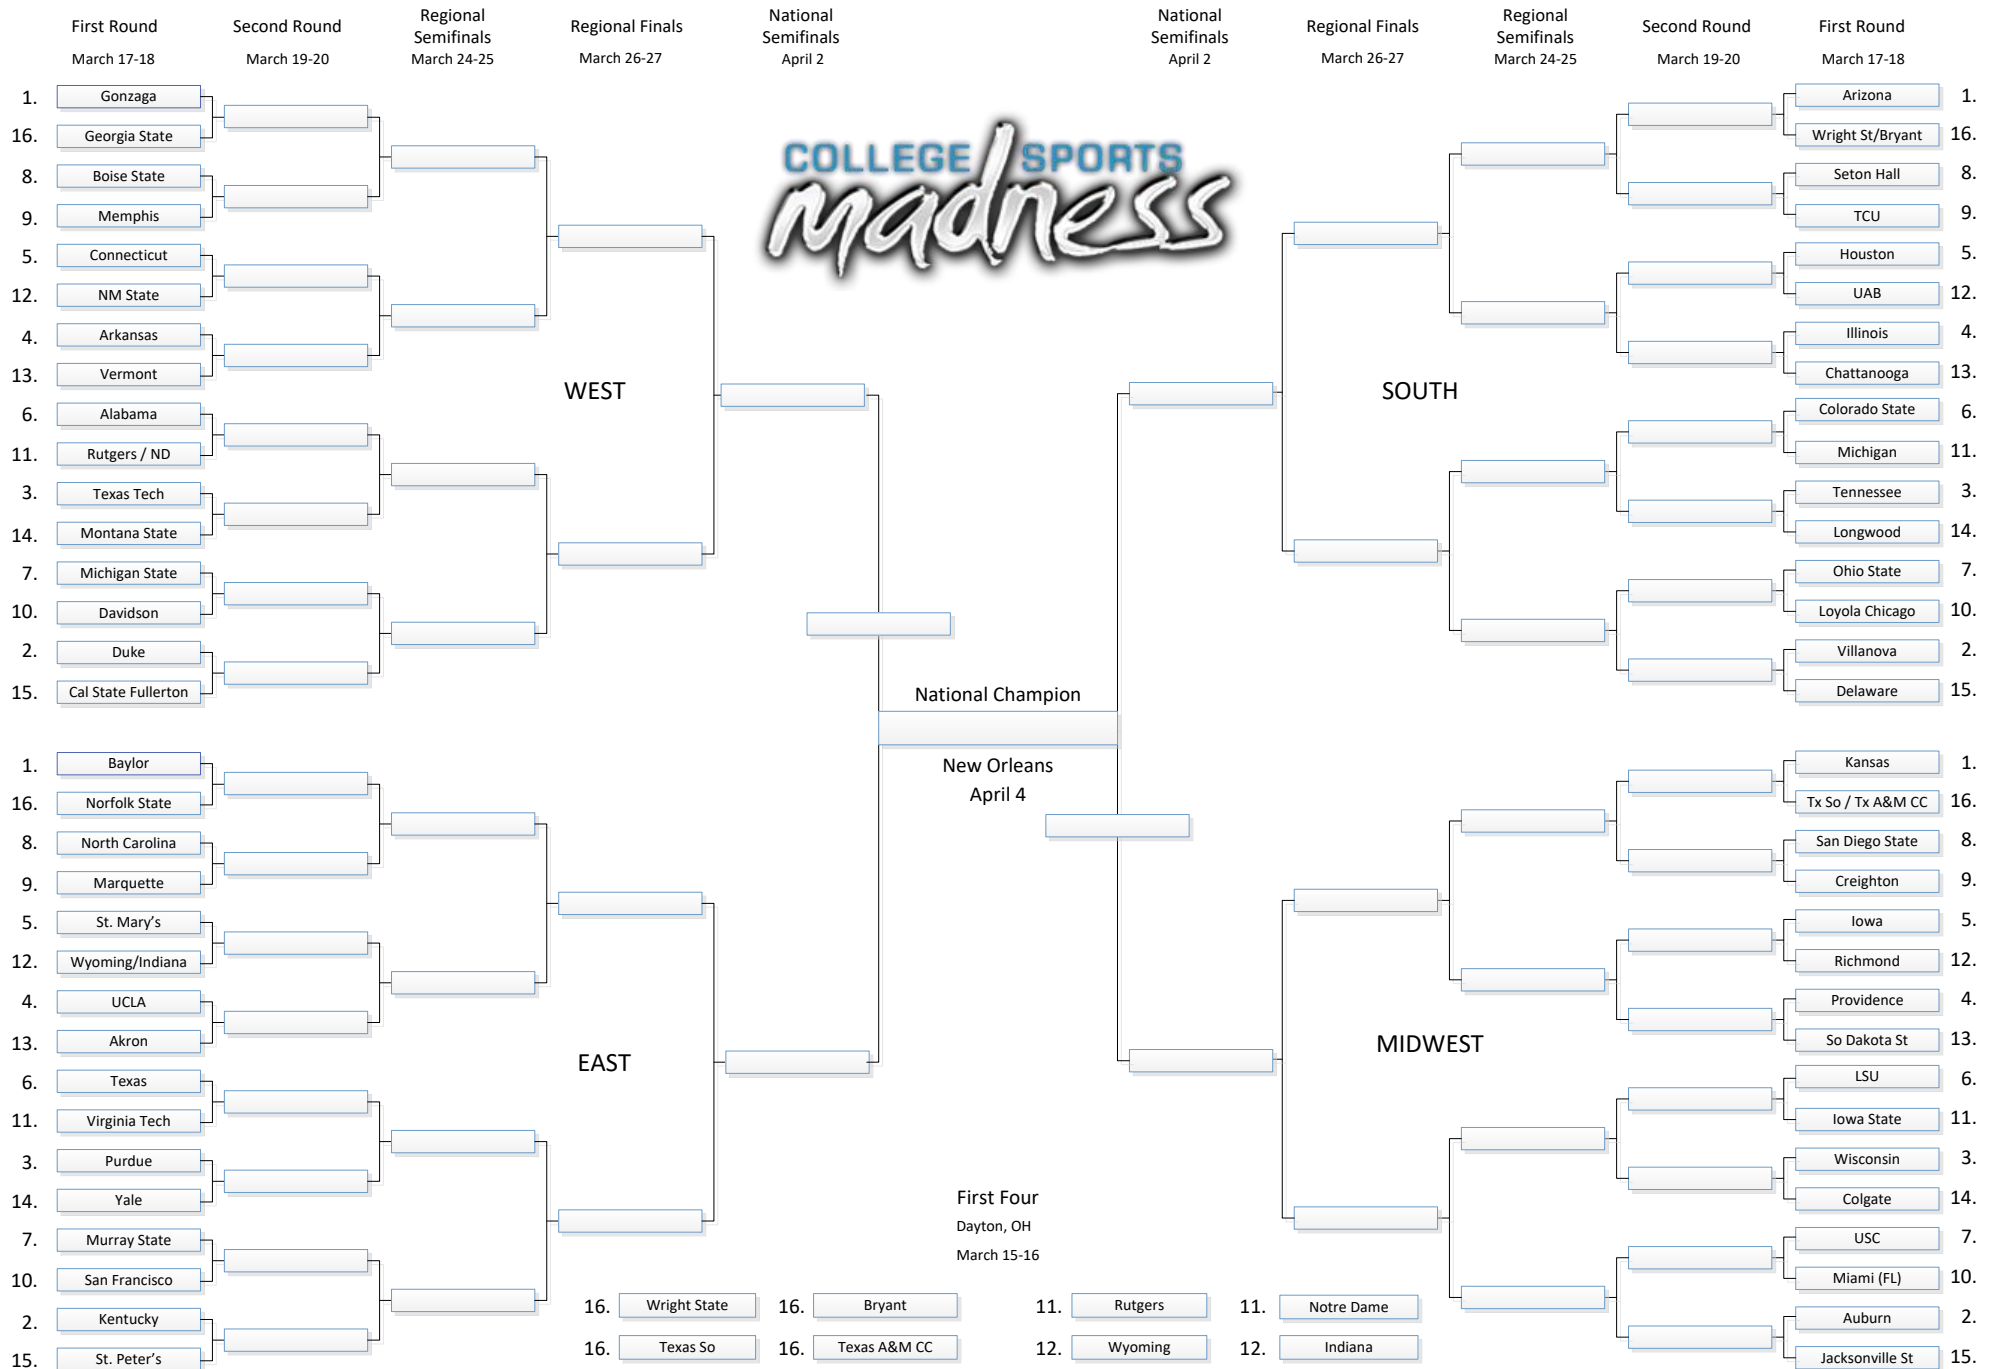 First Round
Second Round
Regional
Semifinals
Regional Finals
National
Semifinals
National
Semifinals
Regional Finals
Regional
Semifinals
Second Round
First Round
March 17-18
March 19-20
March 24-25
March 26-27
April 2
April 2
March 26-27
March 24-25
March 19-20
March 17-18
COLLEGE SPORTS
madness
1. Gonzaga
16. Georgia State
8. Boise State
9. Memphis
5. Connecticut
12. NM State
4. Arkansas
13. Vermont
WEST
6. Alabama
11. Rutgers / ND
3. Texas Tech
14. Montana State
7. Michigan State
10. Davidson
2. Duke
15. Cal State Fullerton
1. Baylor
16. Norfolk State
8. North Carolina
9. Marquette
5. St. Mary’s
12. Wyoming/Indiana
4. UCLA
13. Akron
EAST
6. Texas
11. Virginia Tech
3. Purdue
14. Yale
7. Murray State
10. San Francisco
2. Kentucky
15. St. Peter’s
National Champion
New Orleans
April 4
Arizona 1.
Wright St/Bryant 16.
Seton Hall 8.
TCU 9.
Houston 5.
UAB 12.
Illinois 4.
Chattanooga 13.
SOUTH
Colorado State 6.
Michigan 11.
Tennessee 3.
Longwood 14.
Ohio State 7.
Loyola Chicago 10.
Villanova 2.
Delaware 15.
Kansas 1.
Tx So / Tx A&M CC 16.
San Diego State 8.
Creighton 9.
Iowa 5.
Richmond 12.
Providence 4.
So Dakota St 13.
MIDWEST
LSU 6.
Iowa State 11.
Wisconsin 3.
Colgate 14.
USC 7.
Miami (FL) 10.
Auburn 2.
Jacksonville St 15.
First Four
Dayton, OH
March 15-16
16. Wright State 16. Bryant 11. Rutgers 11. Notre Dame
16. Texas So 16. Texas A&M CC 12. Wyoming 12. Indiana